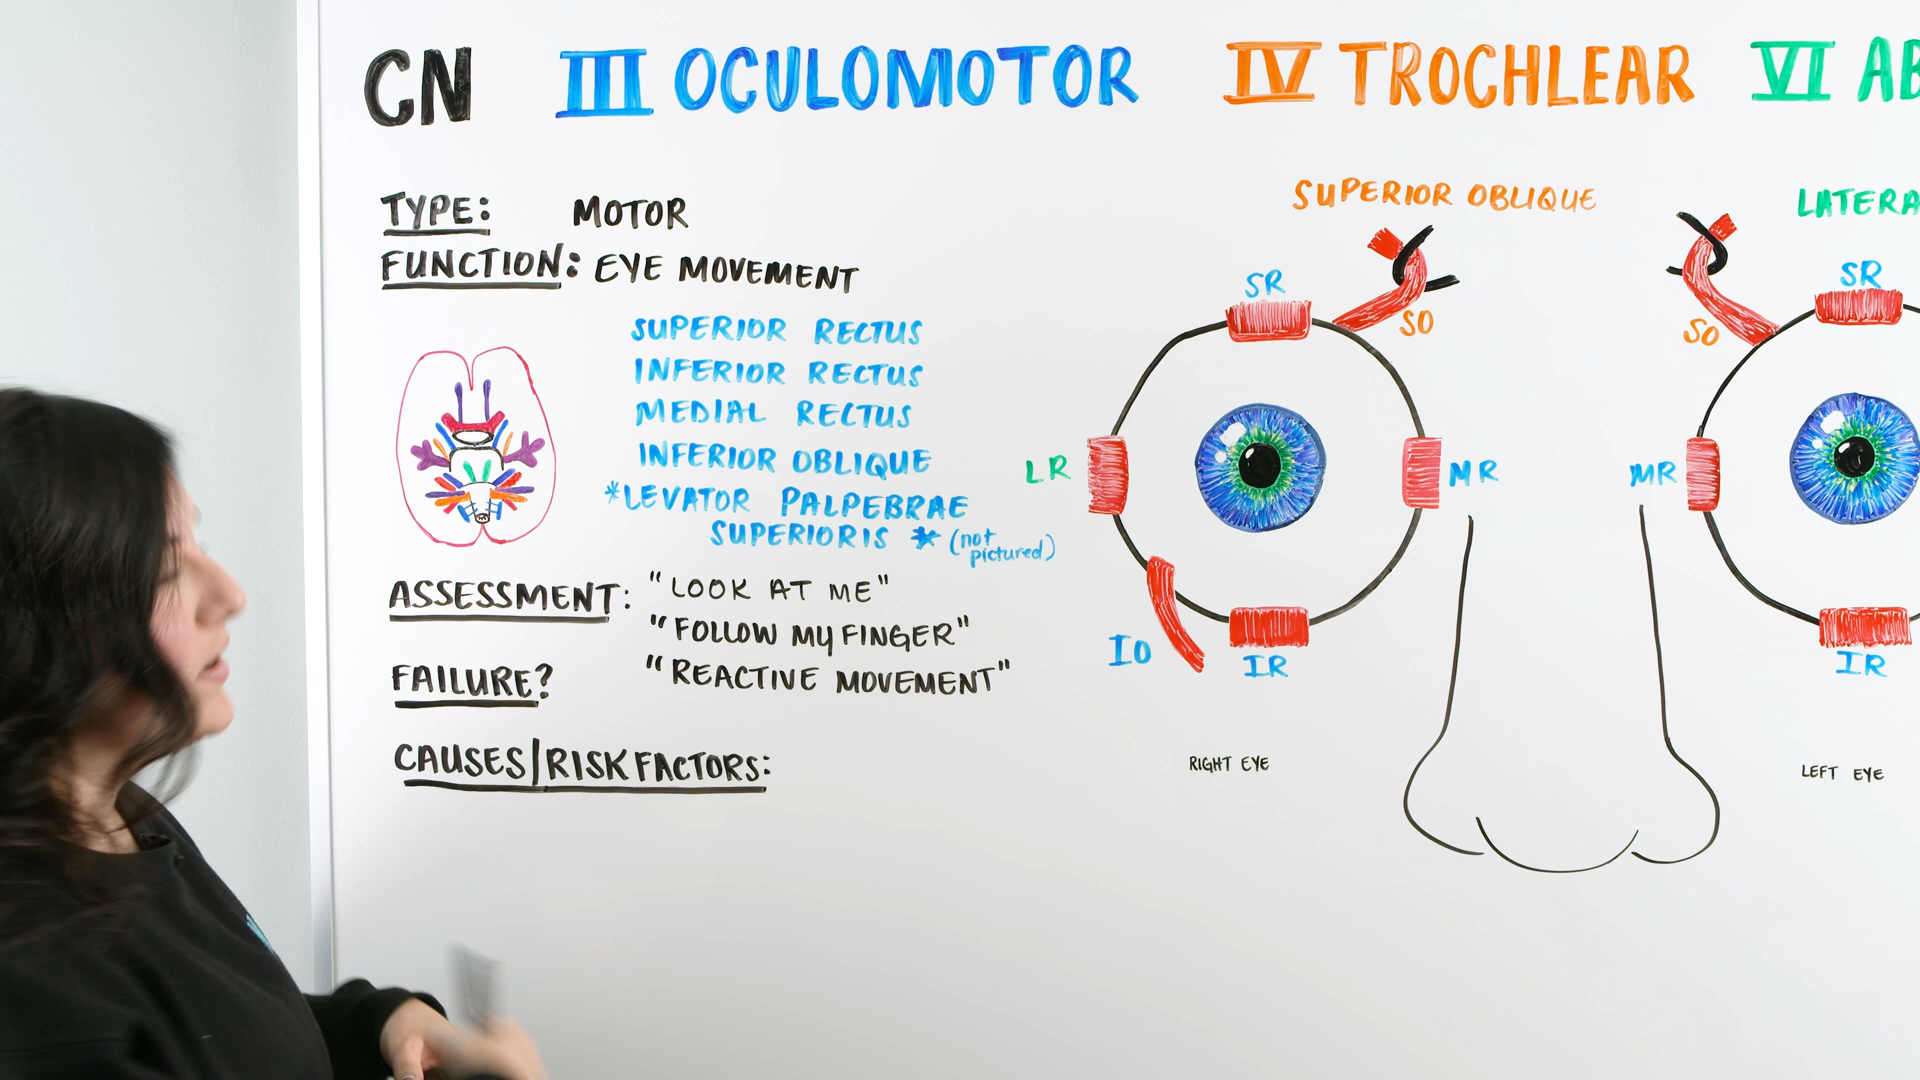 CN III OCULOMOTOR IV TROCHLEAR VI AB
TYPE: MOTOR
FUNCTION: EYE MOVEMENT
SUPERIOR RECTUS
INFERIOR RECTUS
MEDIAL RECTUS
INFERIOR OBLIQUE
*LEVATOR PALPEBRAE
SUPERIORIS * (not
pictured)
ASSESSMENT: "LOOK AT ME"
"FOLLOW MY FINGER"
"REACTIVE MOVEMENT"
FAILURE?
CAUSES/RISK FACTORS:
SUPERIOR OBLIQUE
LATERA
SR
SO
LR
MR
IO
IR
RIGHT EYE
SR
SO
MR
IR
LEFT EYE